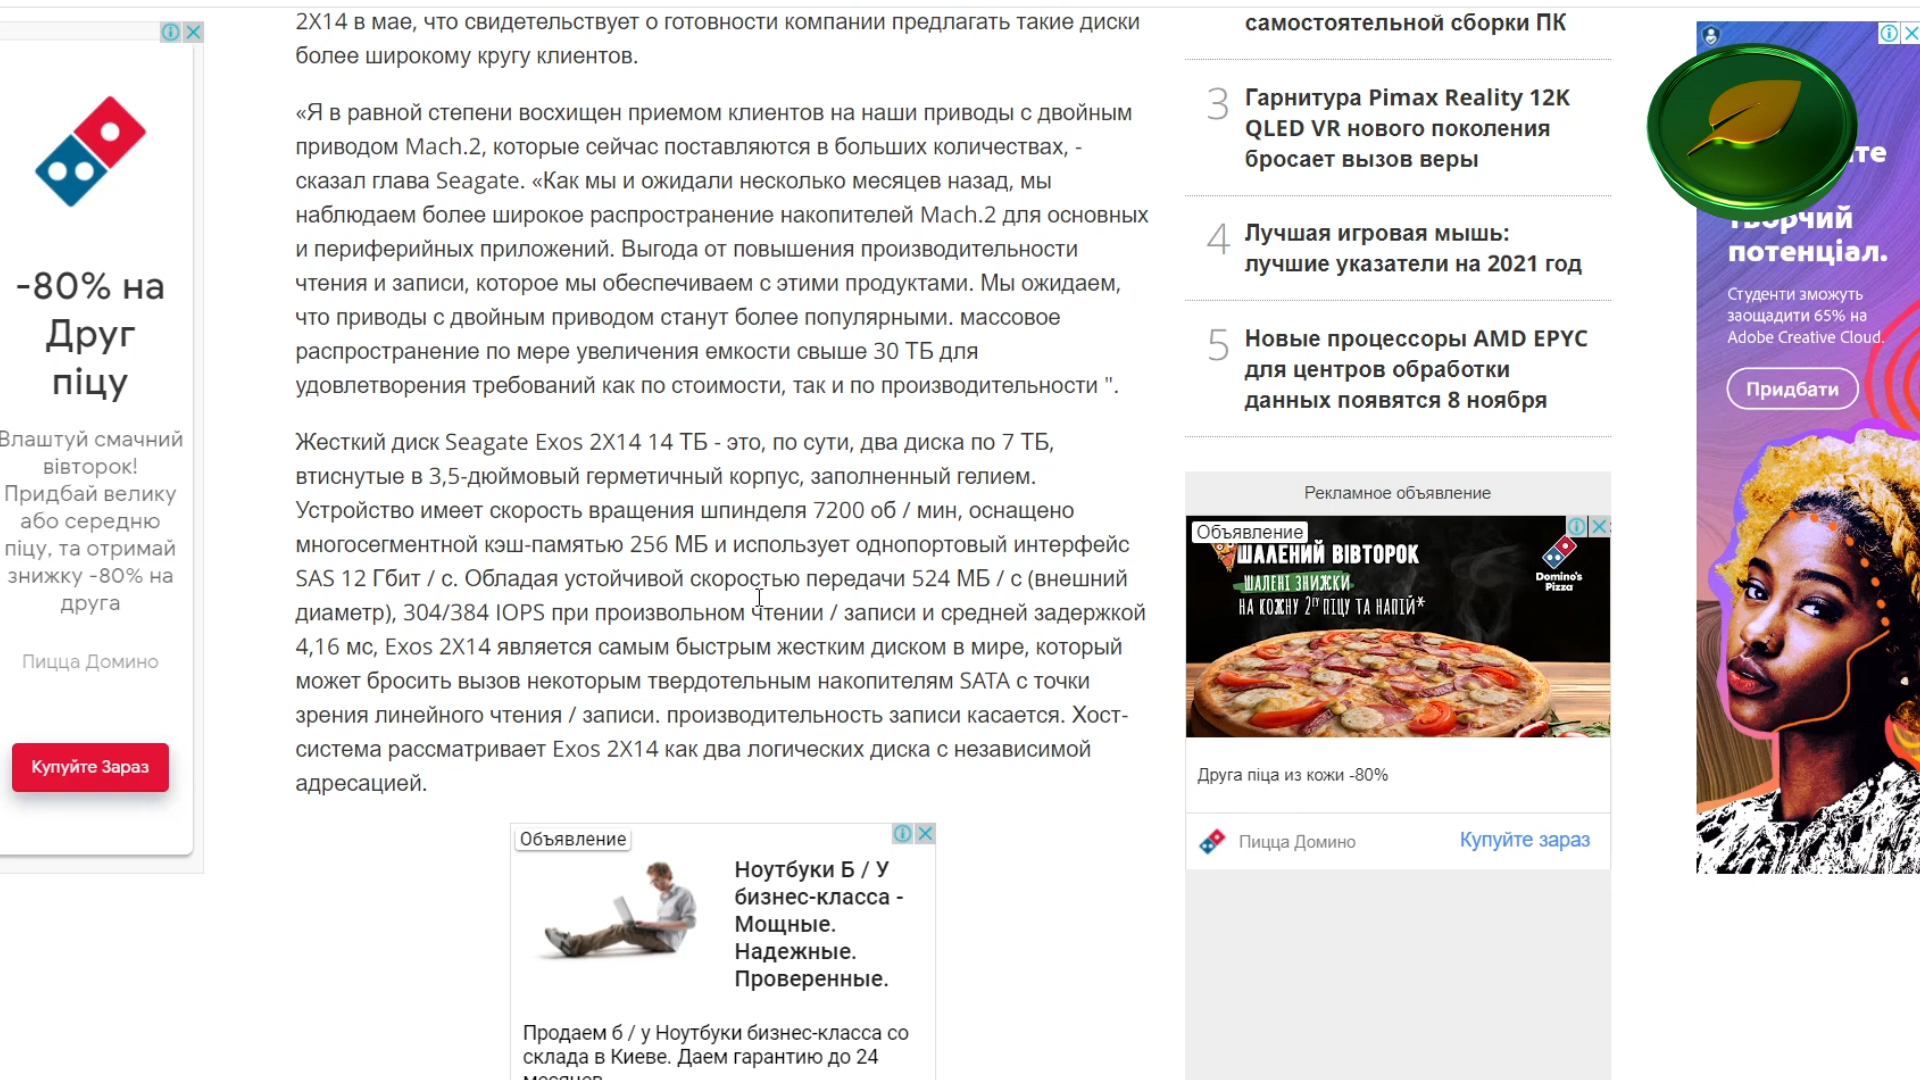 -80% на
Друг
піцу
Влаштуй смачний
вівторок!
Придбай велику
або середню
піцу, та отримай
знижку -80% на
друга
Пицца Домино
Купуйте Зараз
2X14 в мае, что свидетельствует о готовности компании предлагать такие диски
более широкому кругу клиентов.
«Я в равной степени восхищен приемом клиентов на наши приводы с двойным
приводом Mach.2, которые сейчас поставляются в больших количествах, -
сказал глава Seagate. «Как мы и ожидали несколько месяцев назад, мы
наблюдаем более широкое распространение накопителей Mach.2 для основных
и периферийных приложений. Выгода от повышения производительности
чтения и записи, которое мы обеспечиваем с этими продуктами. Мы ожидаем,
что приводы с двойным приводом станут более популярными. массовое
распространение по мере увеличения емкости свыше 30 ТБ для
удовлетворения требований как по стоимости, так и по производительности ".
Жесткий диск Seagate Exos 2X14 14 ТБ - это, по сути, два диска по 7 ТБ,
втиснутые в 3,5-дюймовый герметичный корпус, заполненный гелием.
Устройство имеет скорость вращения шпинделя 7200 об / мин, оснащено
многосегментной кэш-памятью 256 МБ и использует однопортовый интерфейс
SAS 12 Гбит / с. Обладая устойчивой скоростью передачи 524 МБ / с (внешний
диаметр), 304/384 IOPS при произвольном чтении / записи и средней задержкой
4,16 мс, Exos 2X14 является самым быстрым жестким диском в мире, который
может бросить вызов некоторым твердотельным накопителям SATA с точки
зрения линейного чтения / записи. производительность записи касается. Хост-
система рассматривает Exos 2X14 как два логических диска с независимой
адресацией.
Объявление
Ноутбуки Б / У
бизнес-класса -
Мощные.
Надежные.
Проверенные.
Продаем б / у Ноутбуки бизнес-класса со
склада в Киеве. Даем гарантию до 24
месяцев
самостоятельной сборки ПК
3
Гарнитура Pimax Reality 12K
QLED VR нового поколения
бросает вызов веры
4
Лучшая игровая мышь:
лучшие указатели на 2021 год
5
Новые процессоры AMD EPYC
для центров обработки
данных появятся 8 ноября
Рекламное объявление
Объявление
ШАЛЕНИЙ ВІВТОРОК
ШАЛЕНІ ЗНИЖКИ
НА КОЖНУ 2ГУ ПІЦУ ТА НАПІЙ*
Domino's
Pizza
Друга піца из кожи -80%
Пицца Домино
Купуйте зараз
творчий
потенціал.
Студенти зможуть
заощадити 65% на
Adobe Creative Cloud.
Придбати